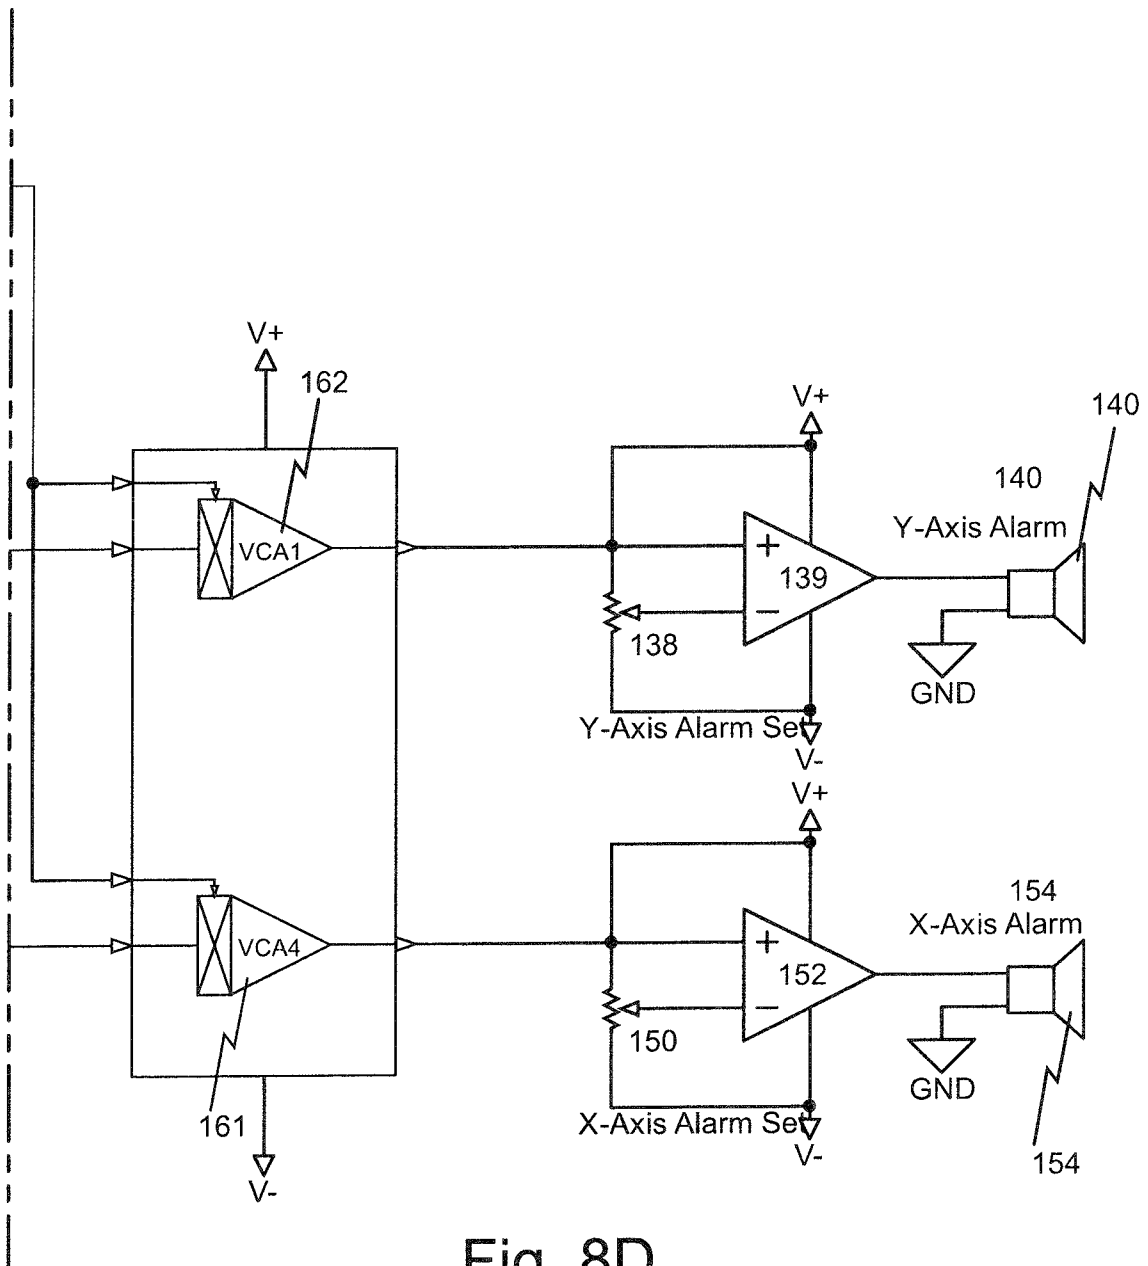 V+
162
V+
140
140
Y-Axis Alarm
VCA1
+
139
-
138
GND
Y-Axis Alarm Set
V-
V+
154
X-Axis Alarm
VCA4
+
152
-
150
GND
161
X-Axis Alarm Set
V-
154
V-
Fig. 8D